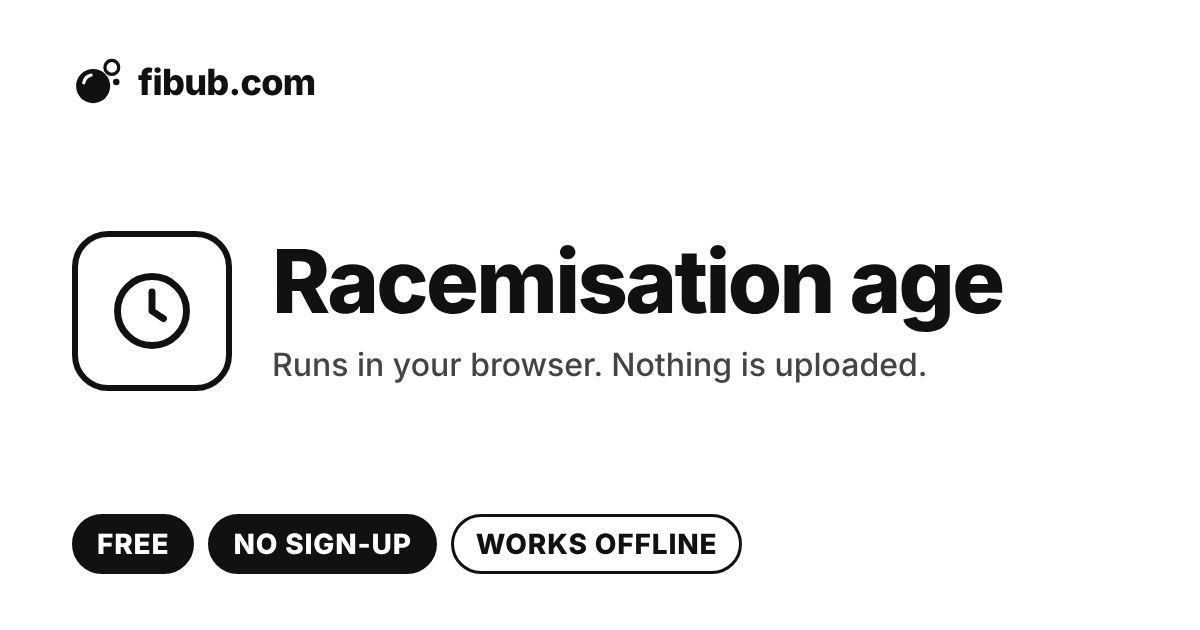 fibub.com
Racemisation age
Runs in your browser. Nothing is uploaded.
FREE NO SIGN-UP WORKS OFFLINE